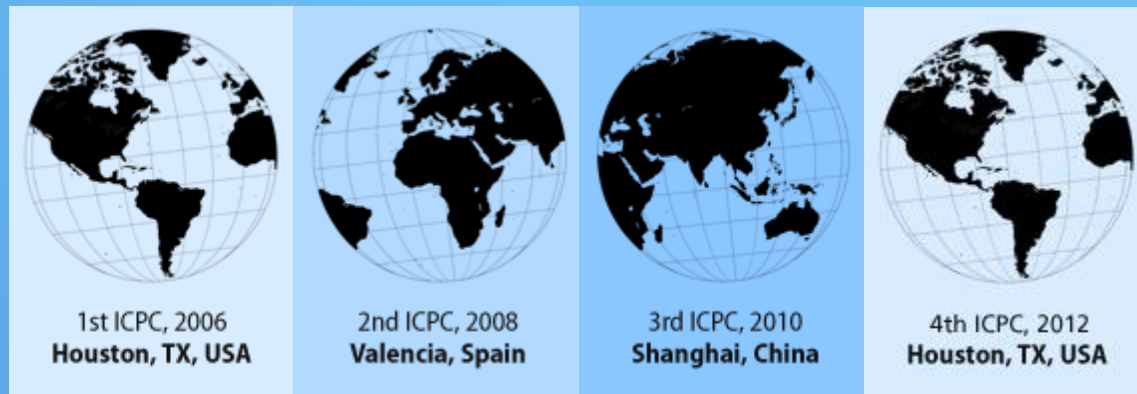 1st ICPC, 2006
Houston, TX, USA
2nd ICPC, 2008
Valencia, Spain
3rd ICPC, 2010
Shanghai, China
4th ICPC, 2012
Houston, TX, USA